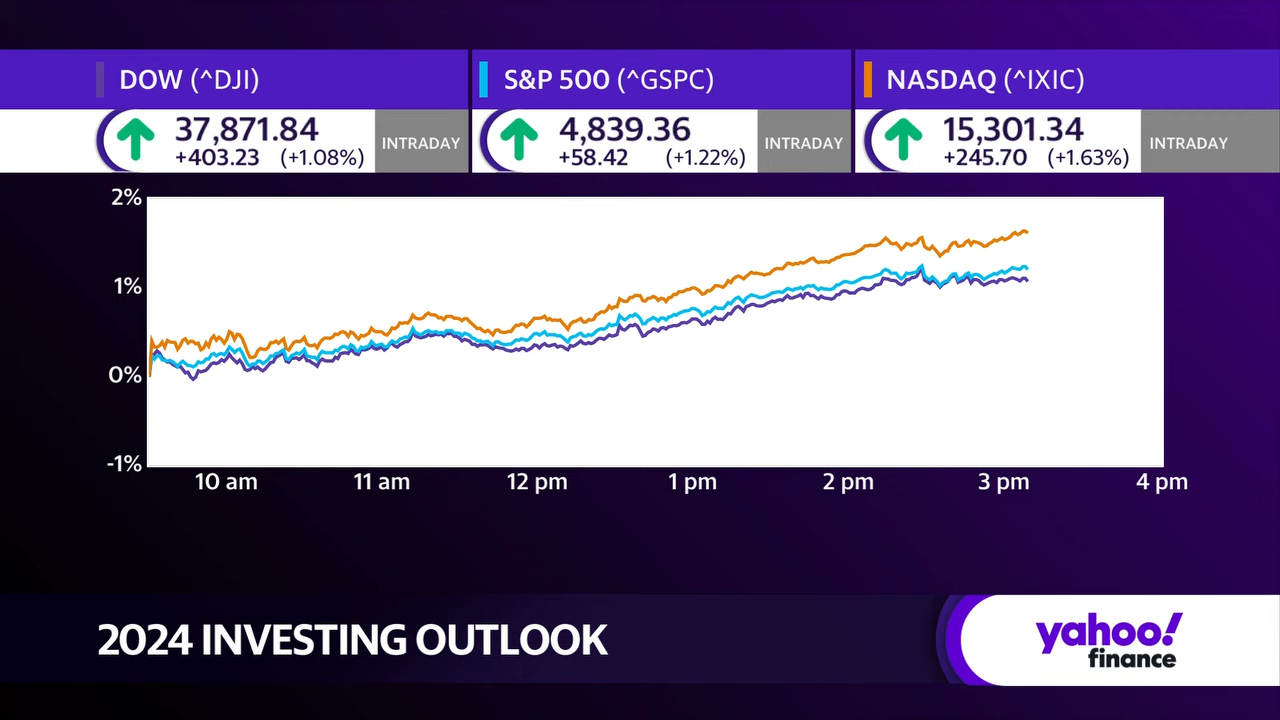 DOW (^DJI)
37,871.84
+403.23 (+1.08%)
INTRADAY
S&P 500 (^GSPC)
4,839.36
+58.42 (+1.22%)
INTRADAY
NASDAQ (^IXIC)
15,301.34
+245.70 (+1.63%)
INTRADAY
2%
1%
0%
-1%
10 am 11 am 12 pm 1 pm 2 pm 3 pm 4 pm
2024 INVESTING OUTLOOK
yahoo!
finance